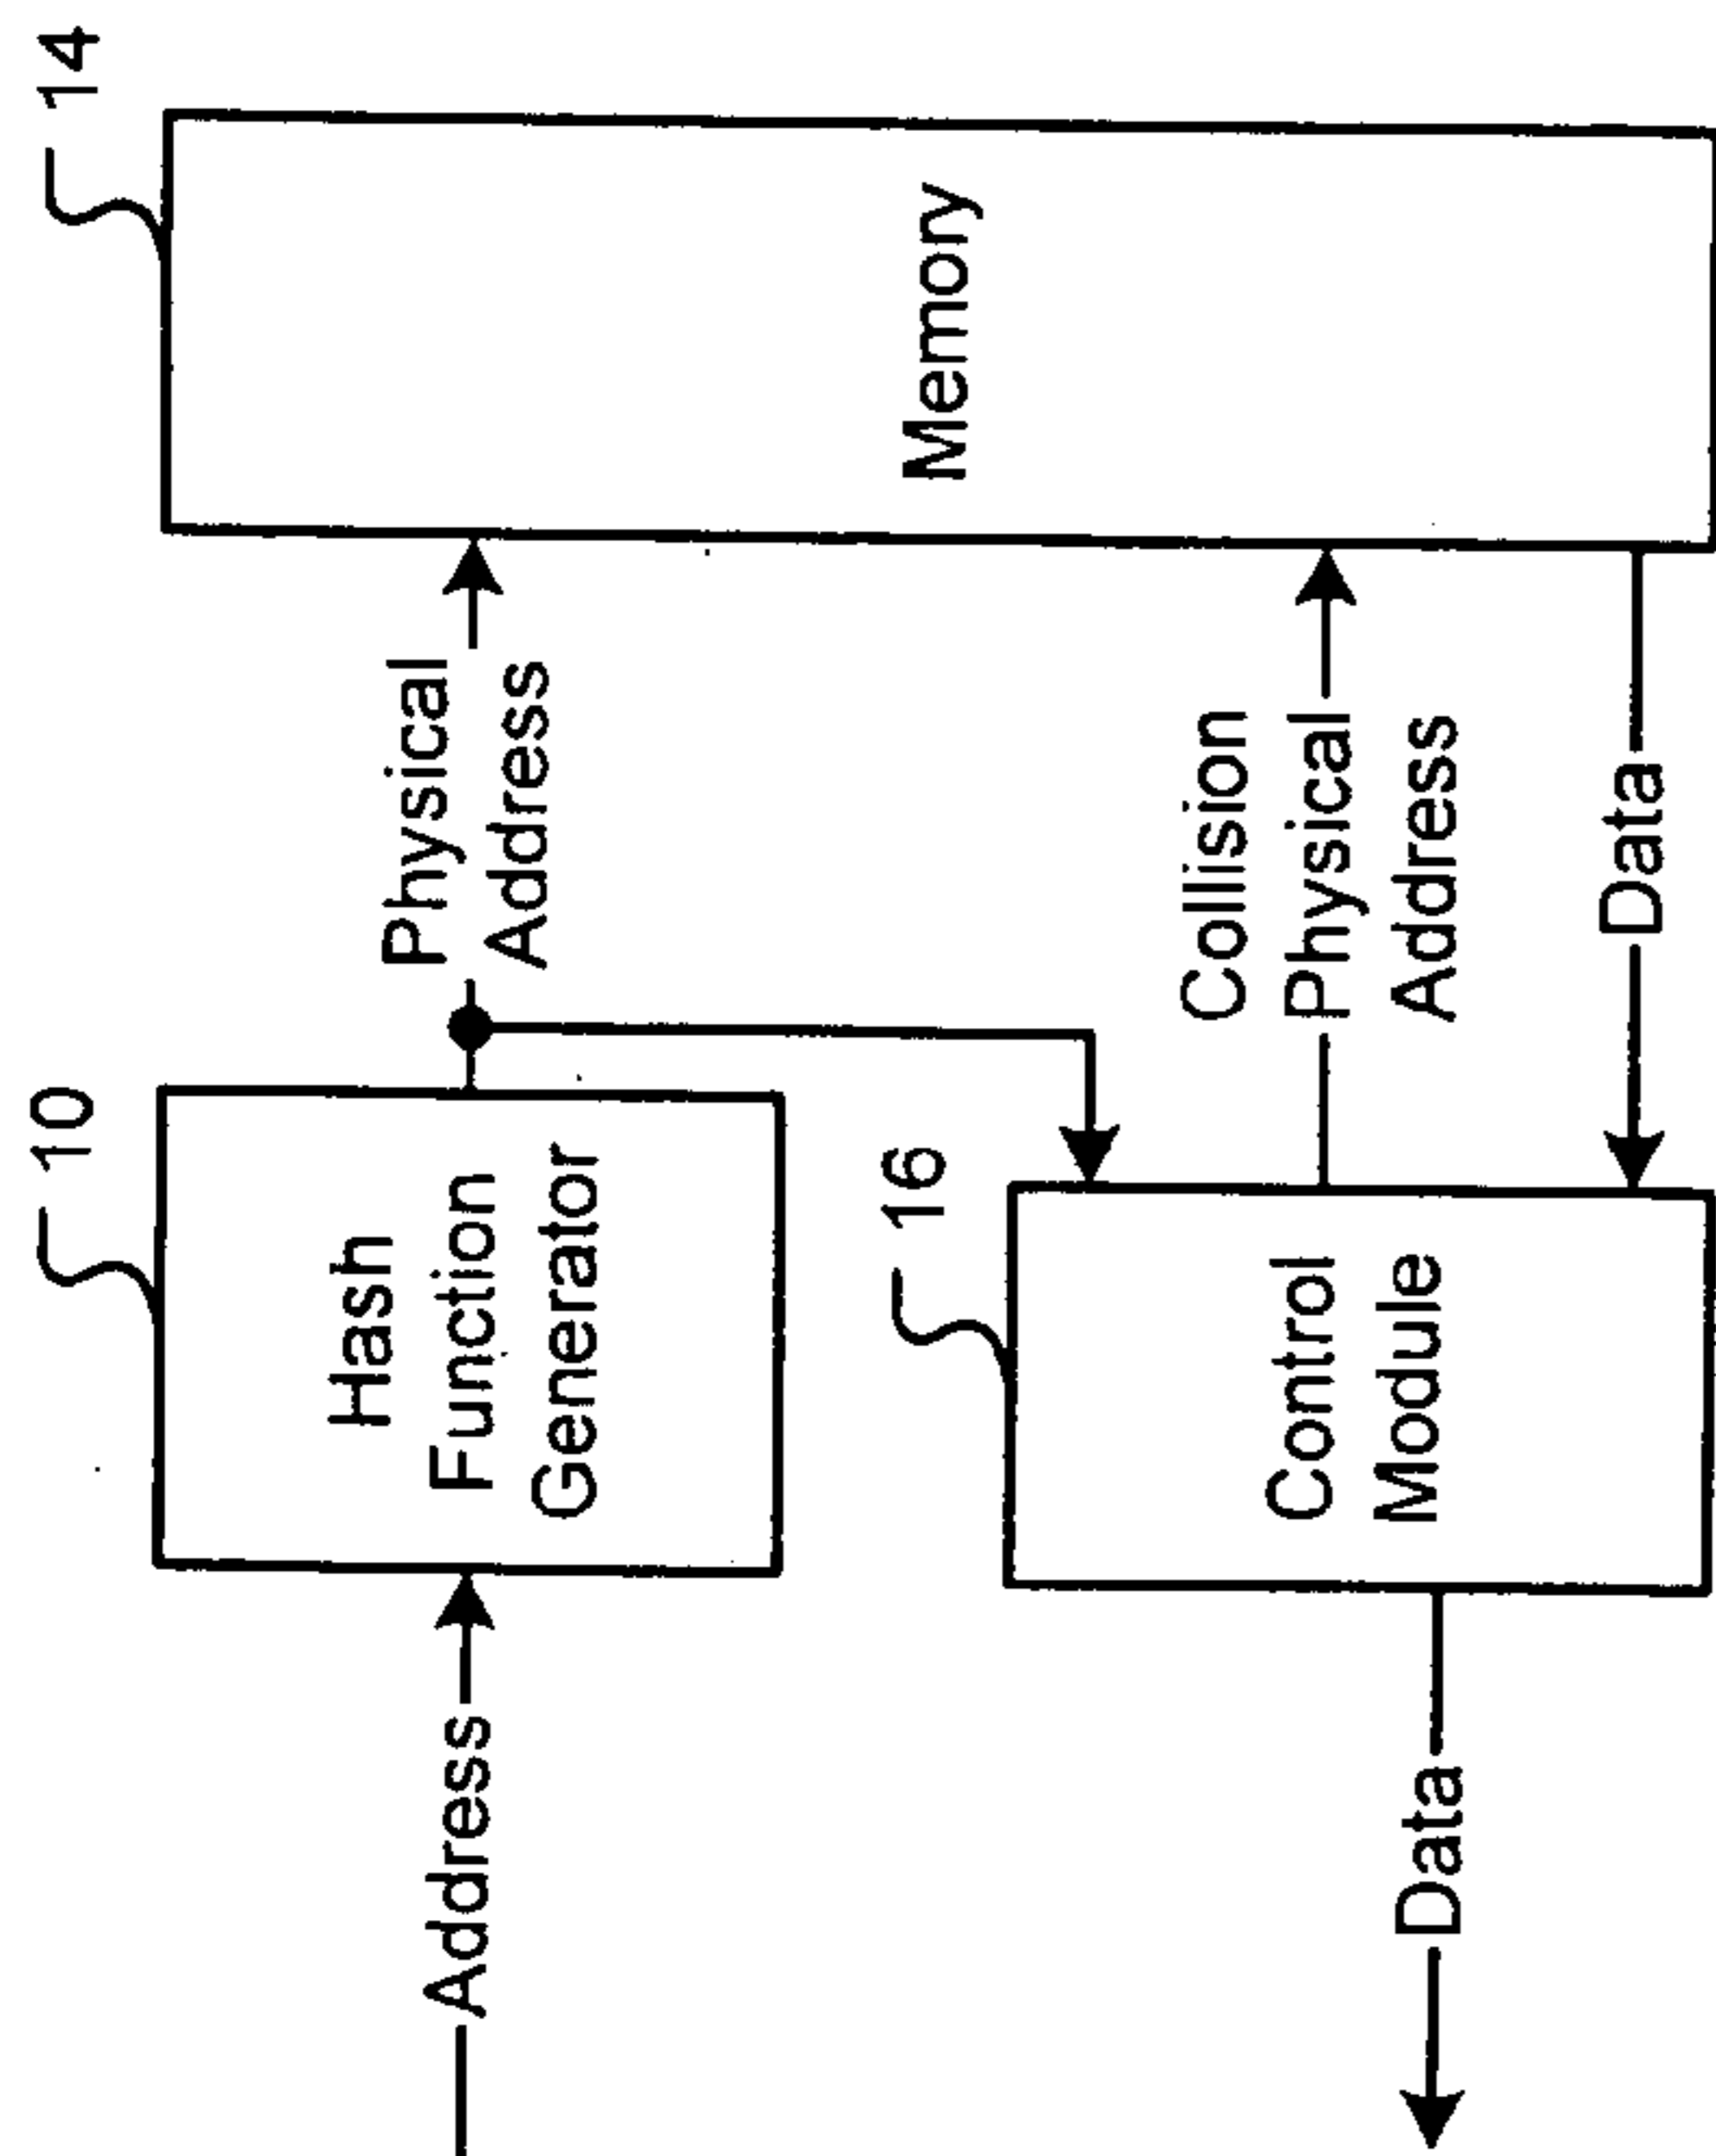 10
14
Address
Hash
Function
Generator
Physical
Address
Memory
16
Control
Module
Collision
Physical
Address
Data
Data